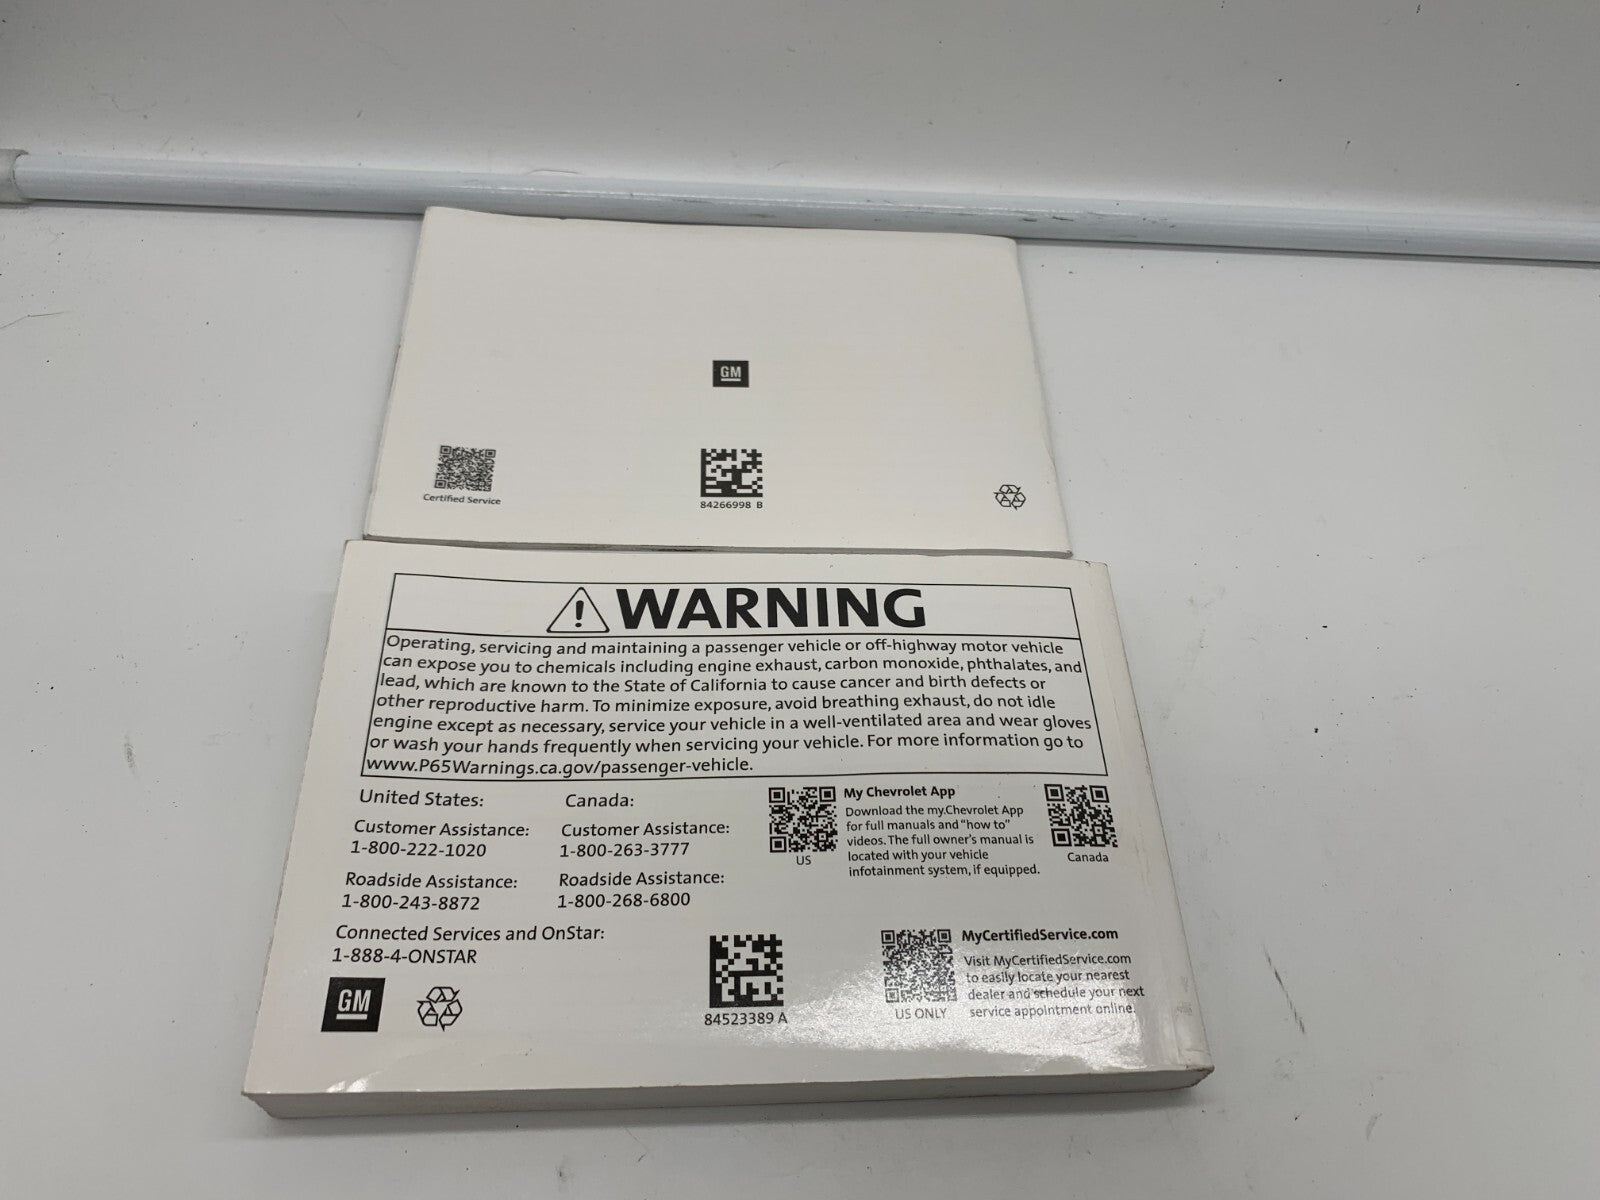 GM
Certified Service
84266998 B
WARNING
Operating, servicing and maintaining a passenger vehicle or off-highway motor vehicle
can expose you to chemicals including engine exhaust, carbon monoxide, phthalates, and
lead, which are known to the State of California to cause cancer and birth defects or
other reproductive harm. To minimize exposure, avoid breathing exhaust, do not idle
engine except as necessary, service your vehicle in a well-ventilated area and wear gloves
or wash your hands frequently when servicing your vehicle. For more information go to
www.P65Warnings.ca.gov/passenger-vehicle.
United States:
Customer Assistance:
1-800-222-1020
Roadside Assistance:
1-800-243-8872
Canada:
Customer Assistance:
1-800-263-3777
Roadside Assistance:
1-800-268-6800
Connected Services and OnStar:
1-888-4-ONSTAR
GM
84523389 A
US
My Chevrolet App
Download the my.Chevrolet App
for full manuals and "how to"
videos. The full owner's manual is
located with your vehicle
infotainment system, if equipped.
Canada
US ONLY
MyCertifiedService.com
Visit MyCertifiedService.com
to easily locate your nearest
dealer and schedule your next
service appointment online.